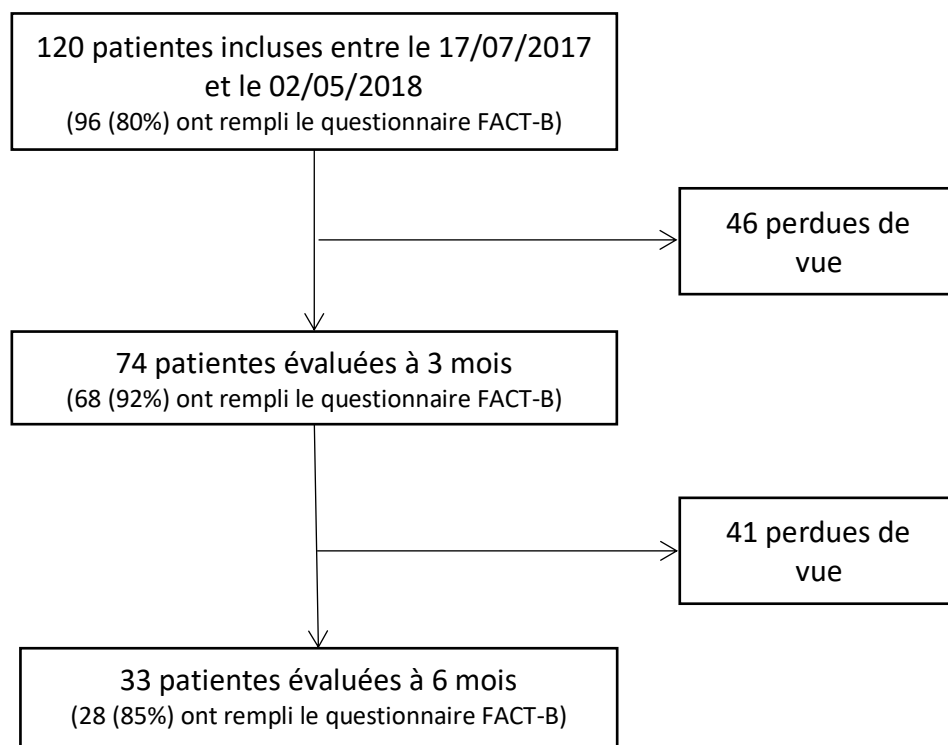 120 patientes incluses entre le 17/07/2017
et le 02/05/2018
(96 (80%) ont rempli le questionnaire FACT-B)
46 perdues de
vue
74 patientes évaluées à 3 mois
(68 (92%) ont rempli le questionnaire FACT-B)
41 perdues de
vue
33 patientes évaluées à 6 mois
(28 (85%) ont rempli le questionnaire FACT-B)